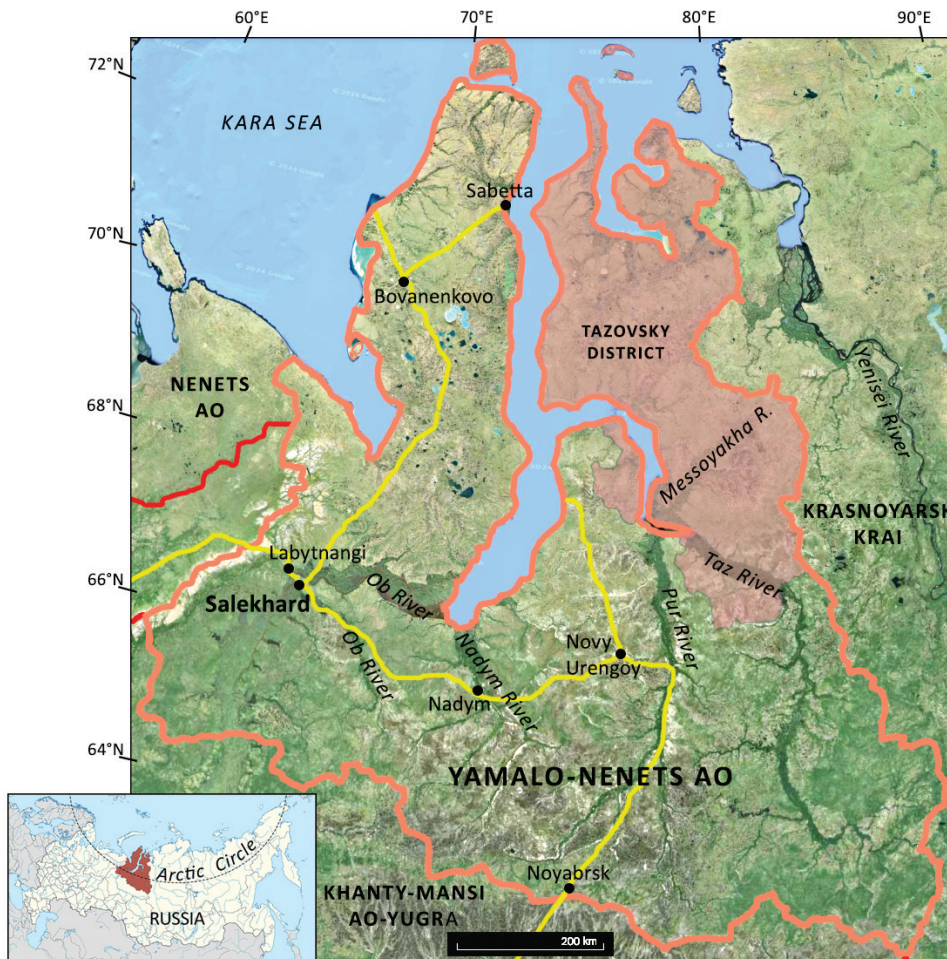 60°E
70°E
80°E
90°E
72°N
KARA SEA
Sabetta
70°N
Bovanenkovo
TAZOVSKY
DISTRICT
NENETS
AO
68°N
Yenisei River
Messoyakha R.
KRASNOYARSK
KRAI
Labytnangi
66°N
Salekhard
Ob River
Taz River
Pur River
Ob River
Nadym River
Novy
Urengoy
Nadym
64°N
YAMALO-NENETS AO
Arctic Circle
RUSSIA
Noyabrsk
KHANTY-MANSI
AO-YUGRA
200 km